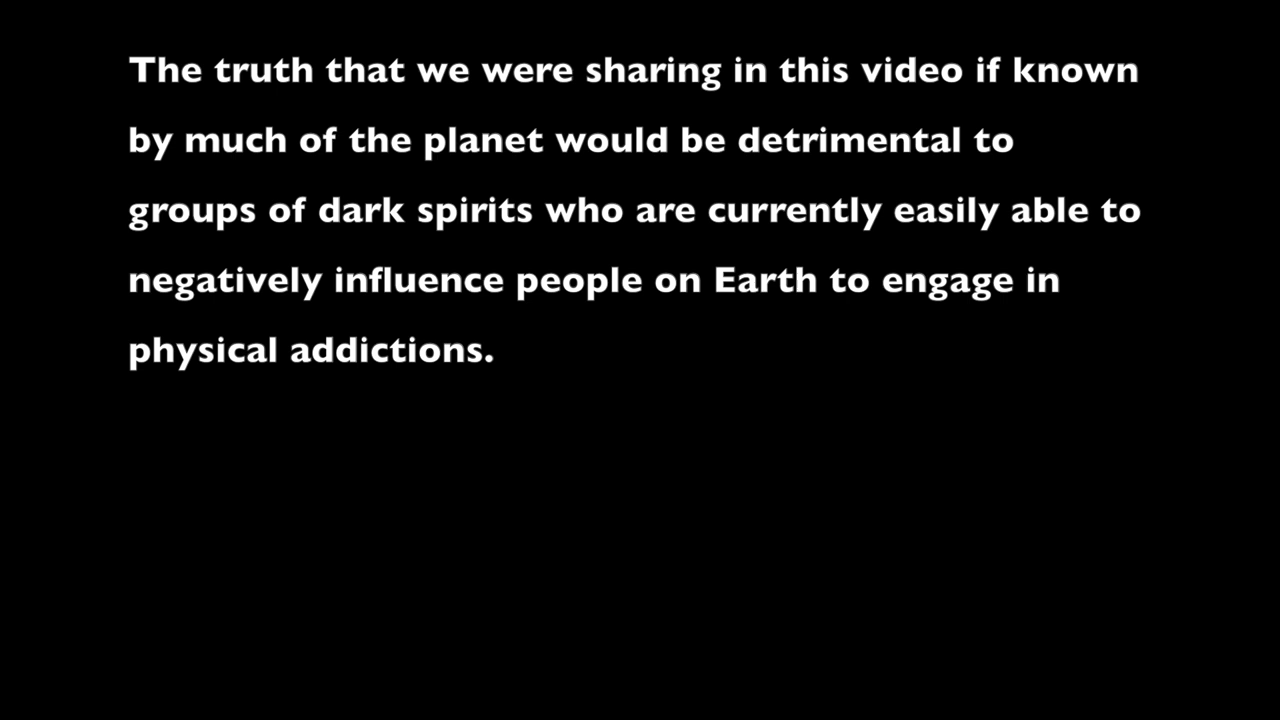 The truth that we were sharing in this video if known
by much of the planet would be detrimental to
groups of dark spirits who are currently easily able to
negatively influence people on Earth to engage in
physical addictions.